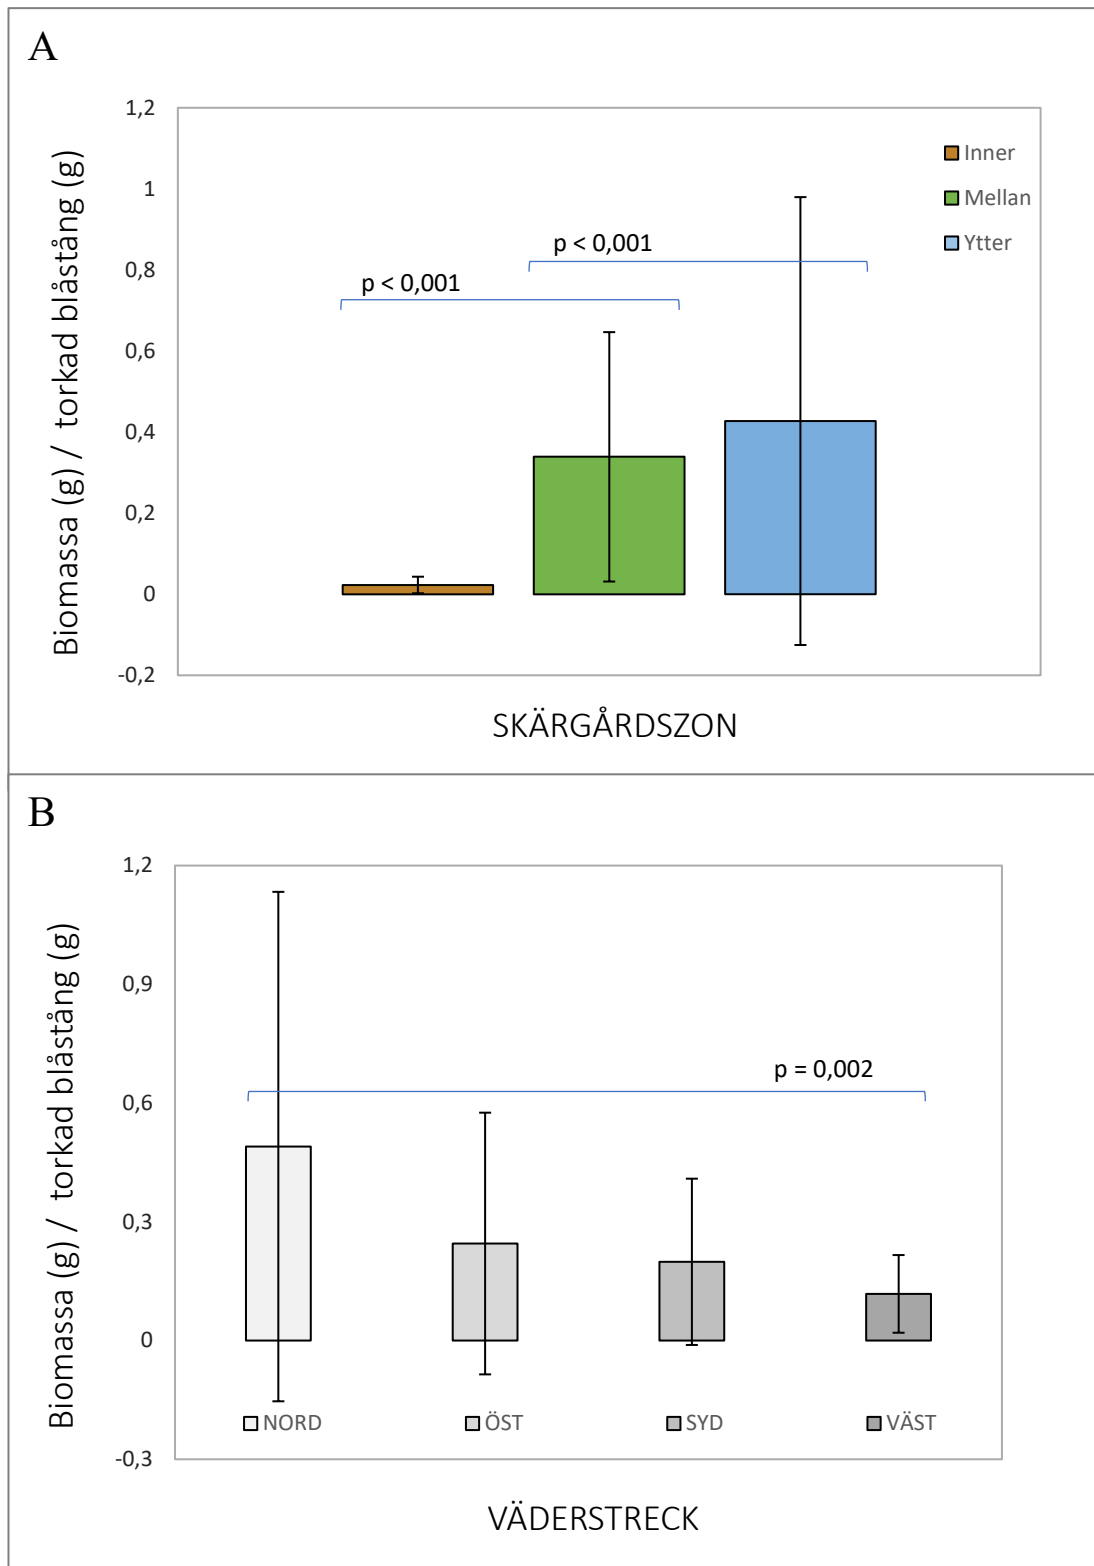 A
Biomassa (g) / torkad blåstång (g)
1,2
1
0,8
0,6
0,4
0,2
0
-0,2
Inner
Mellan
Ytter
p < 0,001
p < 0,001
SKÄRGÅRDSZON
B
Biomassa (g) / torkad blåstång (g)
1,2
0,9
0,6
0,3
0
-0,3
p = 0,002
NORD ÖST SYD VÄST
VÄDERSTRECK